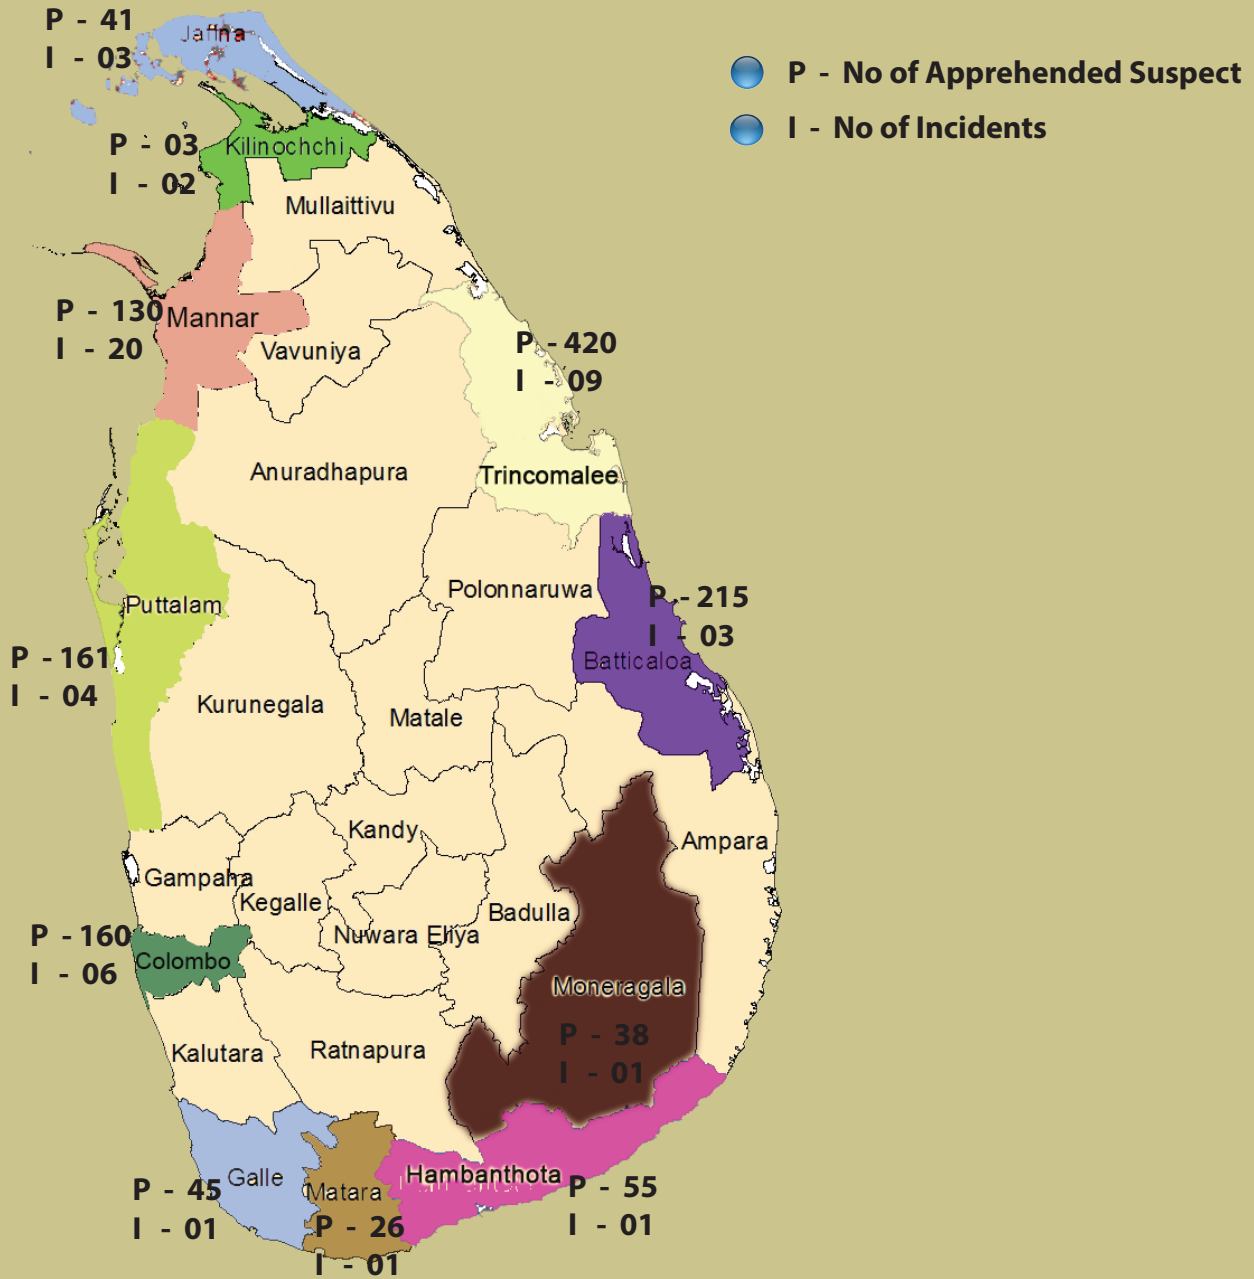 P - 41
I - 03
Jaffna
P - No of Apprehended Suspect
I - No of Incidents
P - 03
I - 02
Kilinochchi
Mullaittivu
P - 130
I - 20
Mannar
Vavuniya
P - 420
I - 09
Anuradhapura
Trincomalee
Puttalam
Polonnaruwa
P - 215
I - 03
Batticaloa
P - 161
I - 04
Kurunegala
Matale
Kandy
Ampara
Gampaha
Kegalle
Badulla
Nuwara Eliya
P - 160
I - 06
Colombo
Moneragala
P - 38
I - 01
Kalutara
Ratnapura
Galle
P - 45
I - 01
Matara
P - 26
I - 01
Hambanthota
P - 55
I - 01